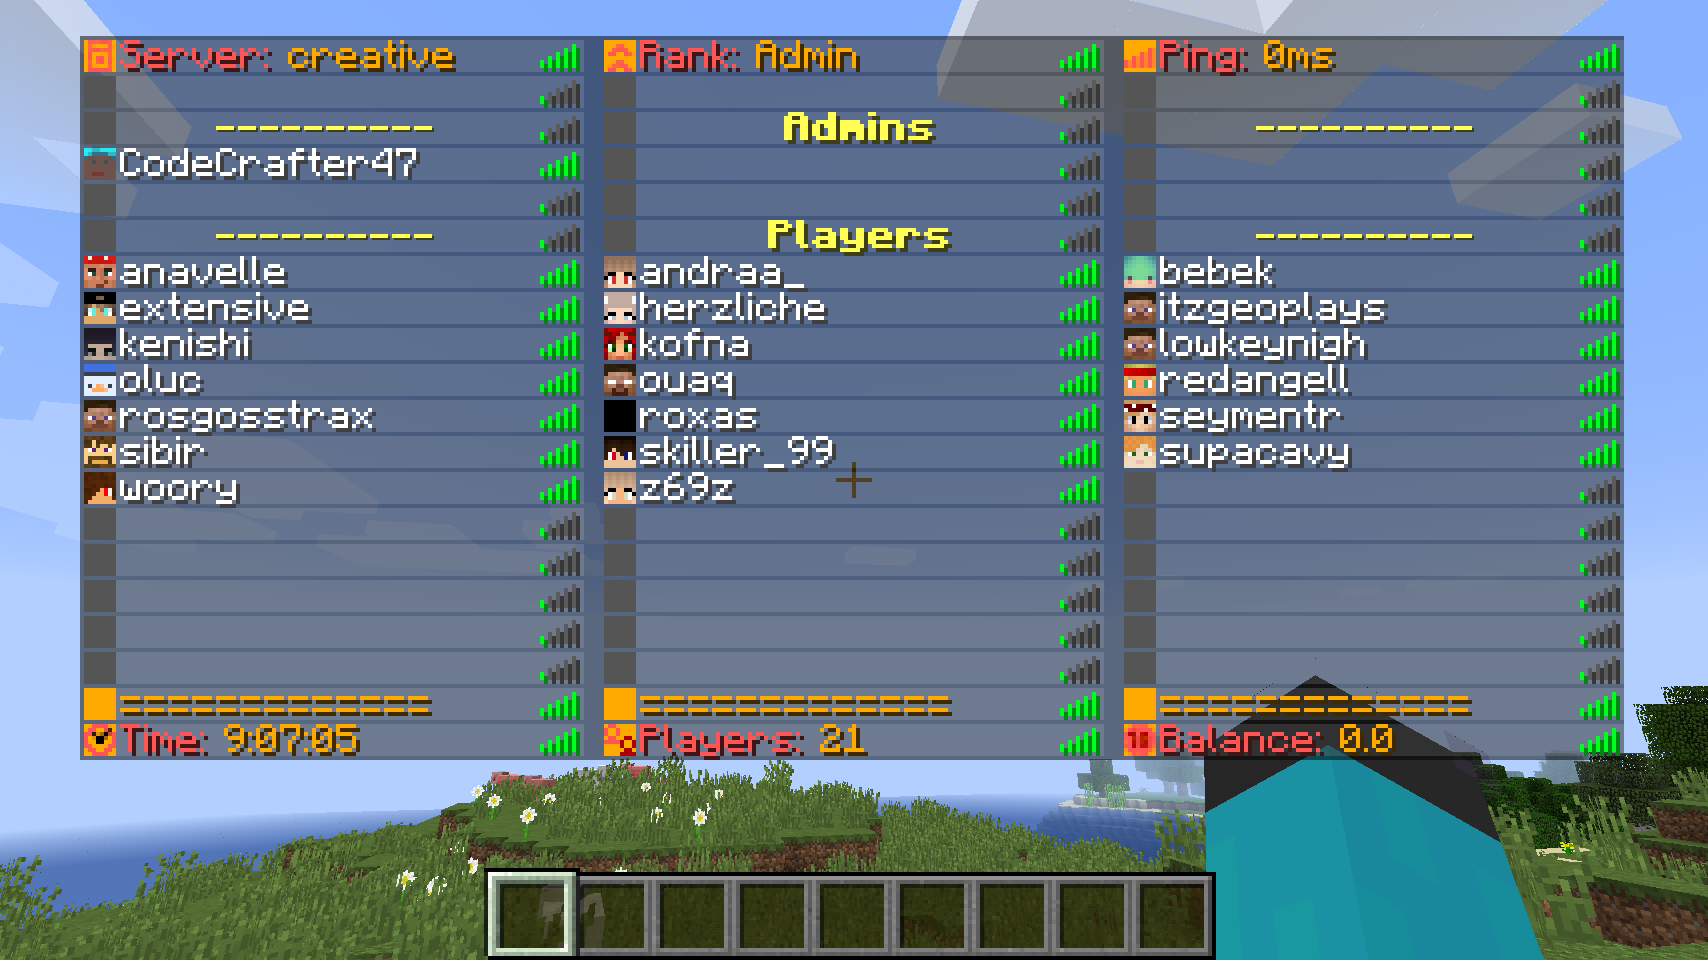 Server: creative Rank: Admin Ping: 0ms
---------- Admins ----------
CodeCrafter47
---------- Players ----------
anavelle andraa_ bebek
extensive herzliche itzgeoplays
kenishi kofna lowkeynigh
oluc ouaq redangell
rosgosstrax roxas seymentr
sibir skiller_99 supacavy
woory z69z
============= ============= =============
Time: 9:07:05 Players: 21 Balance: 0.0